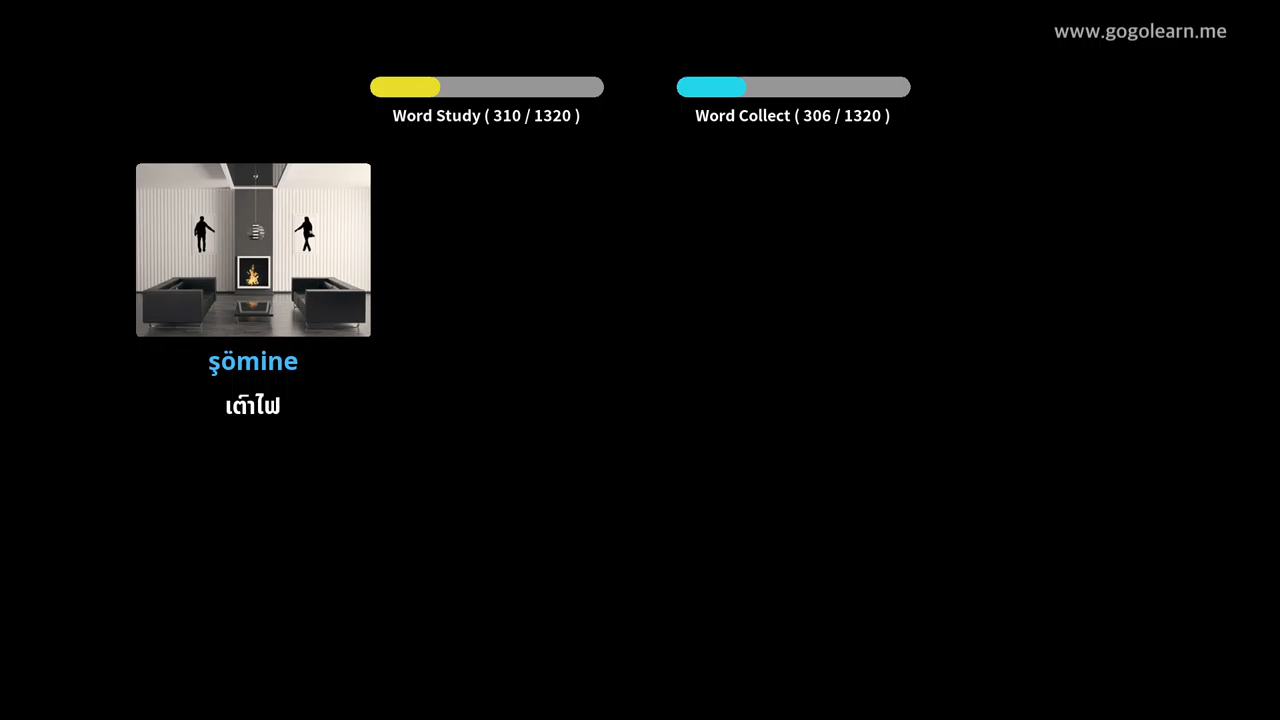 www.gogolearn.me
Word Study ( 310 / 1320 )
Word Collect ( 306 / 1320 )
şömine
เตาไฟ